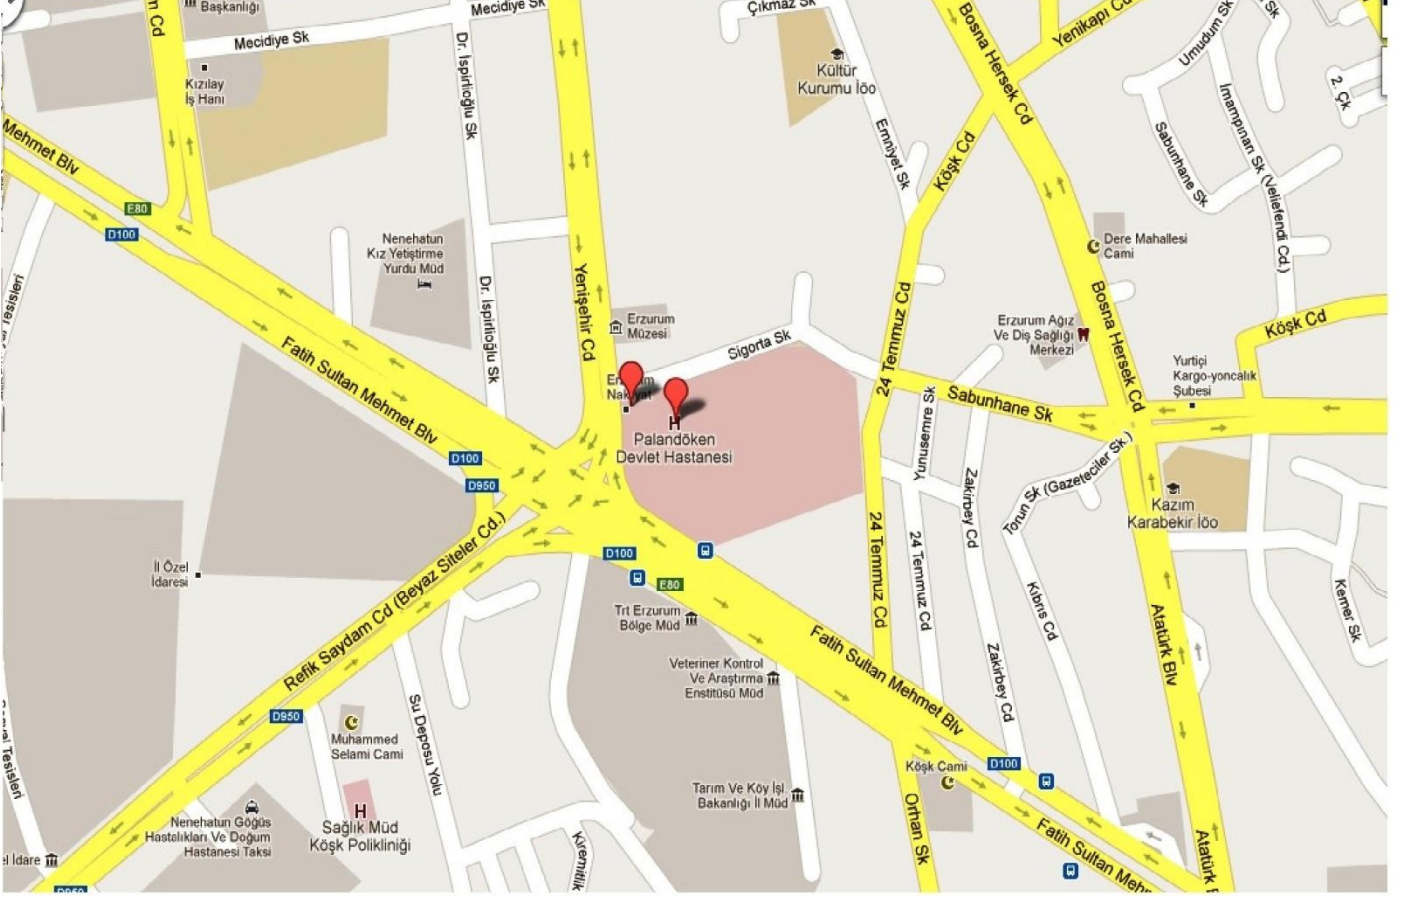 m Cd
Başkanlığı
Mecidiye Sk
Mecidiye Sk
Çıkmaz Sk
Bosna Hersek Cd
Yenikapı Cd
Umudum Sk
Sk
2. Çk
Kızılay
İş Hanı
Dr. İspirlioğlu Sk
Kültür
Kurumu İöo
Emniyet Sk
Köşk Cd
Sabunhane Sk
İmampınarı Sk (Veliefendi Cd.)
Mehmet Blv
E80
D100
Nenehatun
Kız Yetiştirme
Yurdu Müd
Dere Mahallesi
Cami
Tesisleri
Dr. İspirlioğlu Sk
Yenişehir Cd
Erzurum
Müzesi
Sigorta Sk
24 Temmuz Cd
Bosna Hersek Cd
Erzurum Ağız
Ve Diş Sağlığı
Merkezi
Köşk Cd
Yurtiçi
Kargo-yoncalık
Şubesi
Fatih Sultan Mehmet Blv
Sabunhane Sk
Yunusemre Sk
H
Palandöken
Devlet Hastanesi
D100
D950
Zakirbey Cd
Torun Sk (Gazeteciler Sk.)
Kazım
Karabekir İöo
24 Temmuz Cd
24 Temmuz Cd
İl Özel
İdaresi
Refik Saydam Cd (Beyaz Siteler Cd.)
D100
E80
Trt Erzurum
Bölge Müd
Kıbrıs Cd
Kemer Sk
Atatürk Blv
Fatih Sultan Mehmet Blv
Zakirbey Cd
Veteriner Kontrol
Ve Araştırma
Enstitüsü Müd
D950
Muhammed
Selami Cami
Su Deposu Yolu
Tesisleri
Tarım Ve Köy İşl.
Bakanlığı İl Müd
Köşk Cami
D100
H
Sağlık Müd
Köşk Polikliniği
Nenehatun Göğüs
Hastalıkları Ve Doğum
Hastanesi Taksi
Orhan Sk
Kiremitlik
Fatih Sultan Mehm
Atatürk B
el İdare
D950